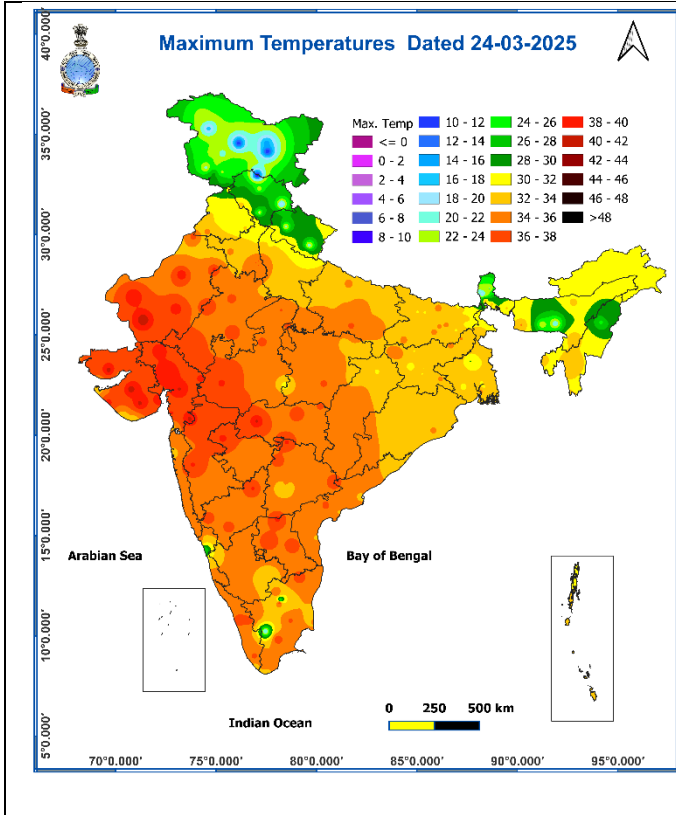 Maximum Temperatures Dated 24-03-2025
Max. Temp
<= 0
0 - 2
2 - 4
4 - 6
6 - 8
8 - 10
10 - 12
12 - 14
14 - 16
16 - 18
18 - 20
20 - 22
22 - 24
24 - 26
26 - 28
28 - 30
30 - 32
32 - 34
34 - 36
36 - 38
38 - 40
40 - 42
42 - 44
44 - 46
46 - 48
>48
40°0.000'
35°0.000'
30°0.000'
25°0.000'
20°0.000'
15°0.000'
10°0.000'
5°0.000'
Arabian Sea
Bay of Bengal
Indian Ocean
0 250 500 km
70°0.000' 75°0.000' 80°0.000' 85°0.000' 90°0.000' 95°0.000'